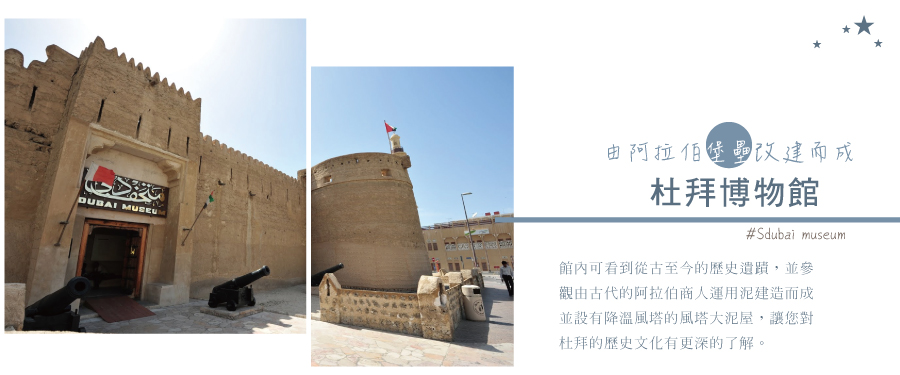 متحف دبي
DUBAI MUSEUM
由阿拉伯堡壘改建而成
杜拜博物館
#Sdubai museum
館內可看到從古至今的歷史遺蹟，並參
觀由古代的阿拉伯商人運用泥建造而成
並設有降溫風塔的風塔大泥屋，讓您對
杜拜的歷史文化有更深的了解。